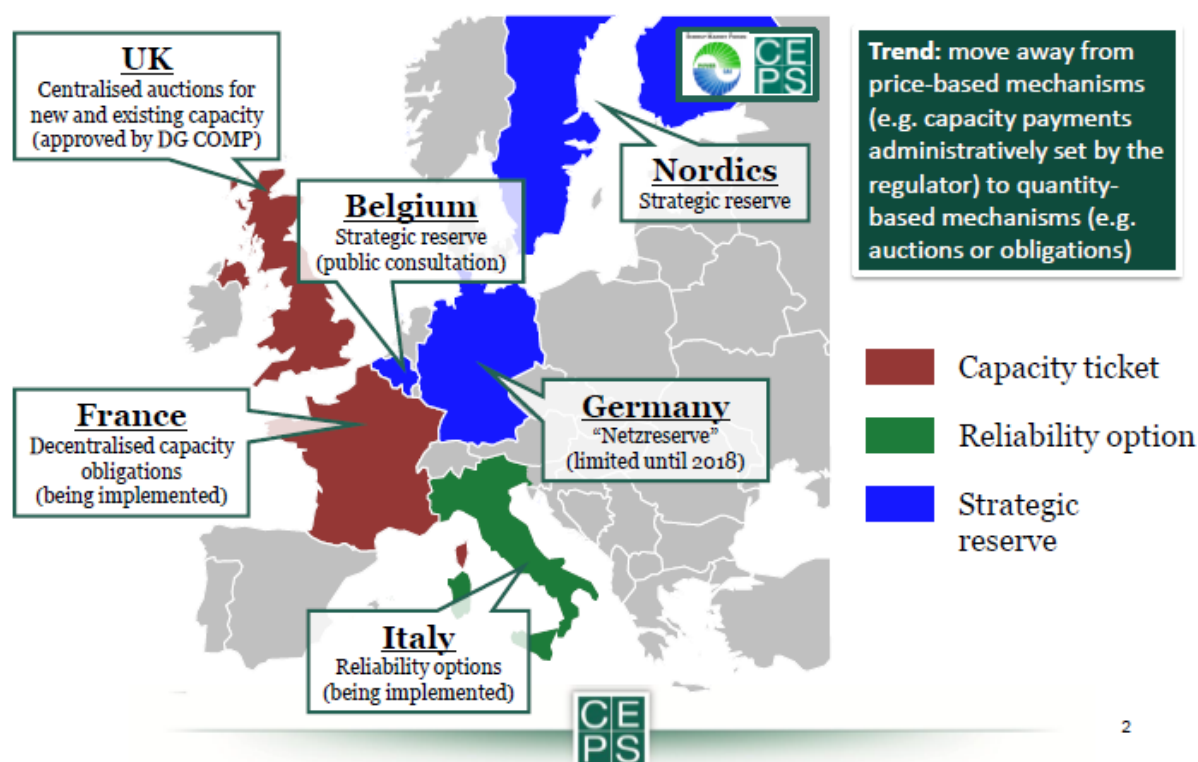 UK
Centralised auctions for
new and existing capacity
(approved by DG COMP)
CE
PS
Trend: move away from
price-based mechanisms
(e.g. capacity payments
administratively set by the
regulator) to quantity-
based mechanisms (e.g.
auctions or obligations)
Nordics
Strategic reserve
Belgium
Strategic reserve
(public consultation)
France
Decentralised capacity
obligations
(being implemented)
Germany
“Netzreserve”
(limited until 2018)
Capacity ticket
Reliability option
Strategic
reserve
Italy
Reliability options
(being implemented)
CE
PS
2